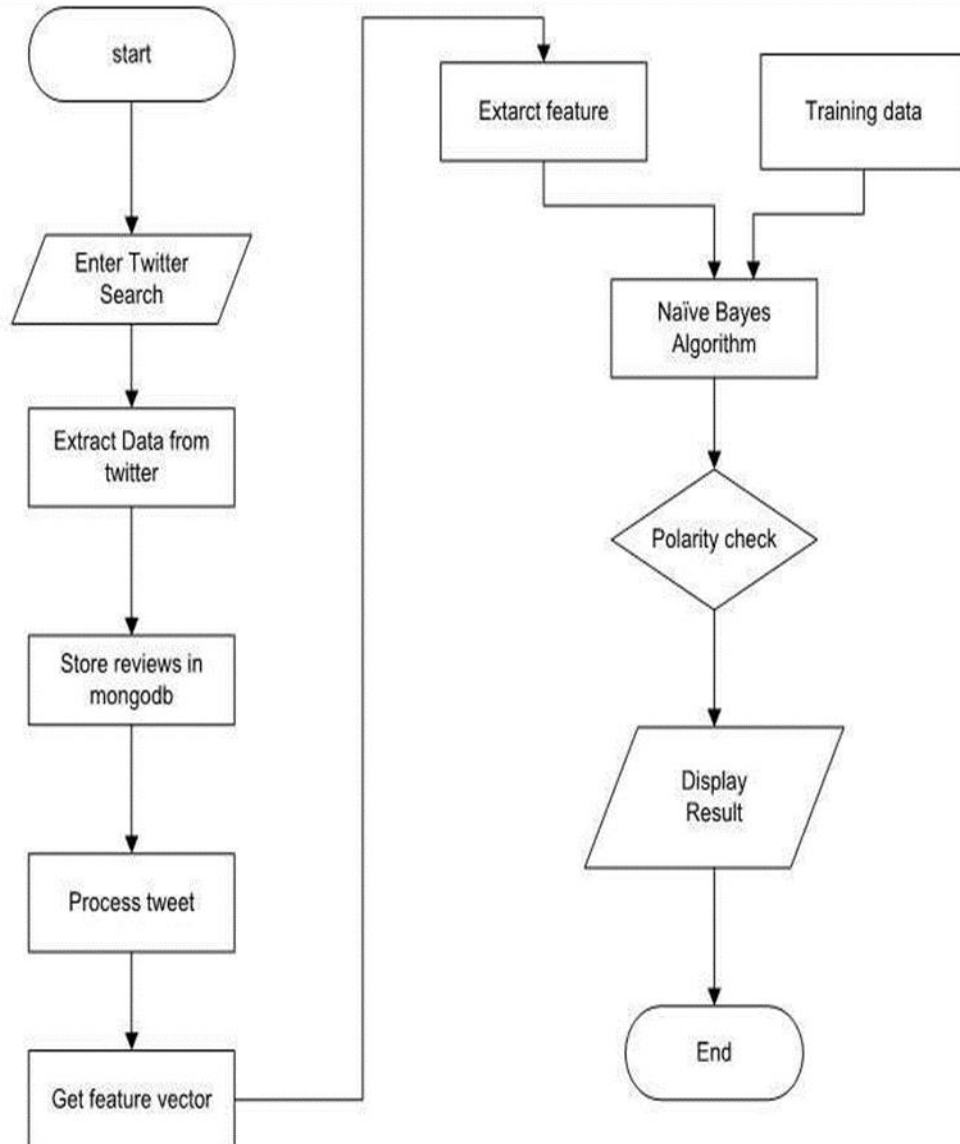 start
Enter Twitter
Search
Extract Data from
twitter
Store reviews in
mongodb
Process tweet
Get feature vector
Extarct feature
Training data
Naïve Bayes
Algorithm
Polarity check
Display
Result
End